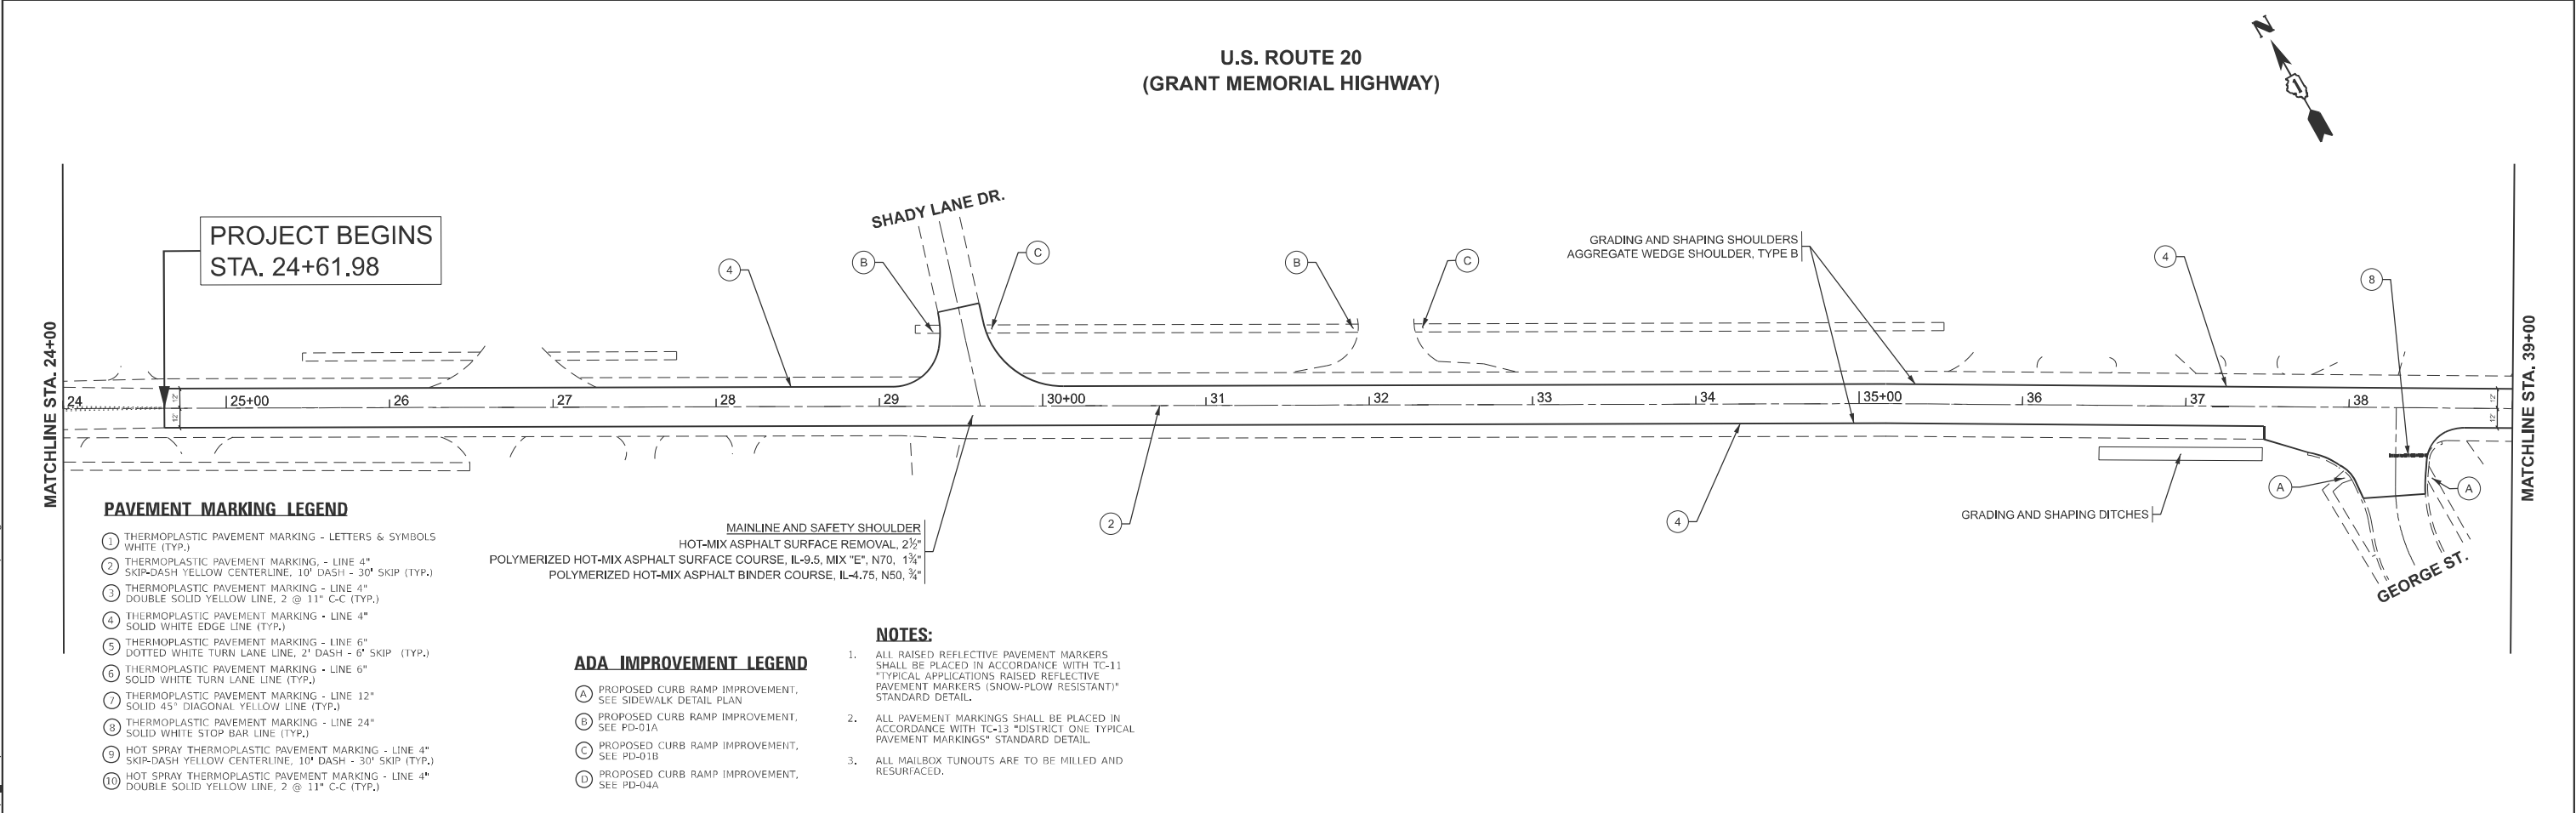 U.S. ROUTE 20
(GRANT MEMORIAL HIGHWAY)
N
1
PROJECT BEGINS
STA. 24+61.98
SHADY LANE DR.
4
B
C
B
C
GRADING AND SHAPING SHOULDERS
AGGREGATE WEDGE SHOULDER, TYPE B
4
8
MATCHLINE STA. 24+00
24
12'
12'
25+00
26
27
28
29
30+00
31
32
33
34
35+00
36
37
38
12'
12'
MATCHLINE STA. 39+00
A
A
2
4
GRADING AND SHAPING DITCHES
GEORGE ST.
MAINLINE AND SAFETY SHOULDER
HOT-MIX ASPHALT SURFACE REMOVAL, 2½"
POLYMERIZED HOT-MIX ASPHALT SURFACE COURSE, IL-9.5, MIX "E", N70, 1¾"
POLYMERIZED HOT-MIX ASPHALT BINDER COURSE, IL-4.75, N50, ¾"
PAVEMENT MARKING LEGEND
1 THERMOPLASTIC PAVEMENT MARKING - LETTERS & SYMBOLS
WHITE (TYP.)
2 THERMOPLASTIC PAVEMENT MARKING, - LINE 4"
SKIP-DASH YELLOW CENTERLINE, 10' DASH - 30' SKIP (TYP.)
3 THERMOPLASTIC PAVEMENT MARKING - LINE 4"
DOUBLE SOLID YELLOW LINE, 2 @ 11" C-C (TYP.)
4 THERMOPLASTIC PAVEMENT MARKING - LINE 4"
SOLID WHITE EDGE LINE (TYP.)
5 THERMOPLASTIC PAVEMENT MARKING - LINE 6"
DOTTED WHITE TURN LANE LINE, 2' DASH - 6' SKIP (TYP.)
6 THERMOPLASTIC PAVEMENT MARKING - LINE 6"
SOLID WHITE TURN LANE LINE (TYP.)
7 THERMOPLASTIC PAVEMENT MARKING - LINE 12"
SOLID 45° DIAGONAL YELLOW LINE (TYP.)
8 THERMOPLASTIC PAVEMENT MARKING - LINE 24"
SOLID WHITE STOP BAR LINE (TYP.)
9 HOT SPRAY THERMOPLASTIC PAVEMENT MARKING - LINE 4"
SKIP-DASH YELLOW CENTERLINE, 10' DASH - 30' SKIP (TYP.)
10 HOT SPRAY THERMOPLASTIC PAVEMENT MARKING - LINE 4"
DOUBLE SOLID YELLOW LINE, 2 @ 11" C-C (TYP.)
ADA IMPROVEMENT LEGEND
A PROPOSED CURB RAMP IMPROVEMENT,
SEE SIDEWALK DETAIL PLAN
B PROPOSED CURB RAMP IMPROVEMENT,
SEE PD-01A
C PROPOSED CURB RAMP IMPROVEMENT,
SEE PD-01B
D PROPOSED CURB RAMP IMPROVEMENT,
SEE PD-04A
NOTES:
1. ALL RAISED REFLECTIVE PAVEMENT MARKERS
SHALL BE PLACED IN ACCORDANCE WITH TC-11
"TYPICAL APPLICATIONS RAISED REFLECTIVE
PAVEMENT MARKERS (SNOW-PLOW RESISTANT)"
STANDARD DETAIL.
2. ALL PAVEMENT MARKINGS SHALL BE PLACED IN
ACCORDANCE WITH TC-13 "DISTRICT ONE TYPICAL
PAVEMENT MARKINGS" STANDARD DETAIL.
3. ALL MAILBOX TUNOUTS ARE TO BE MILLED AND
RESURFACED.